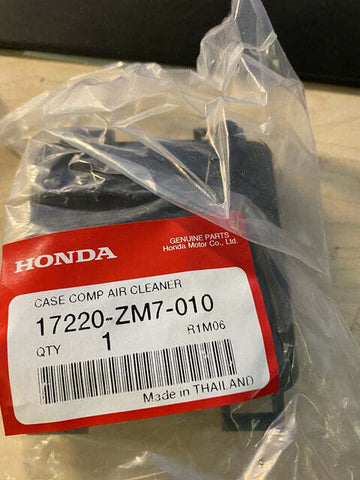 HONDA
GENUINE PARTS
Honda Motor Co., Ltd.
CASE COMP AIR CLEANER
17220-ZM7-010
QTY 1 R1M06
Made in THAILAND